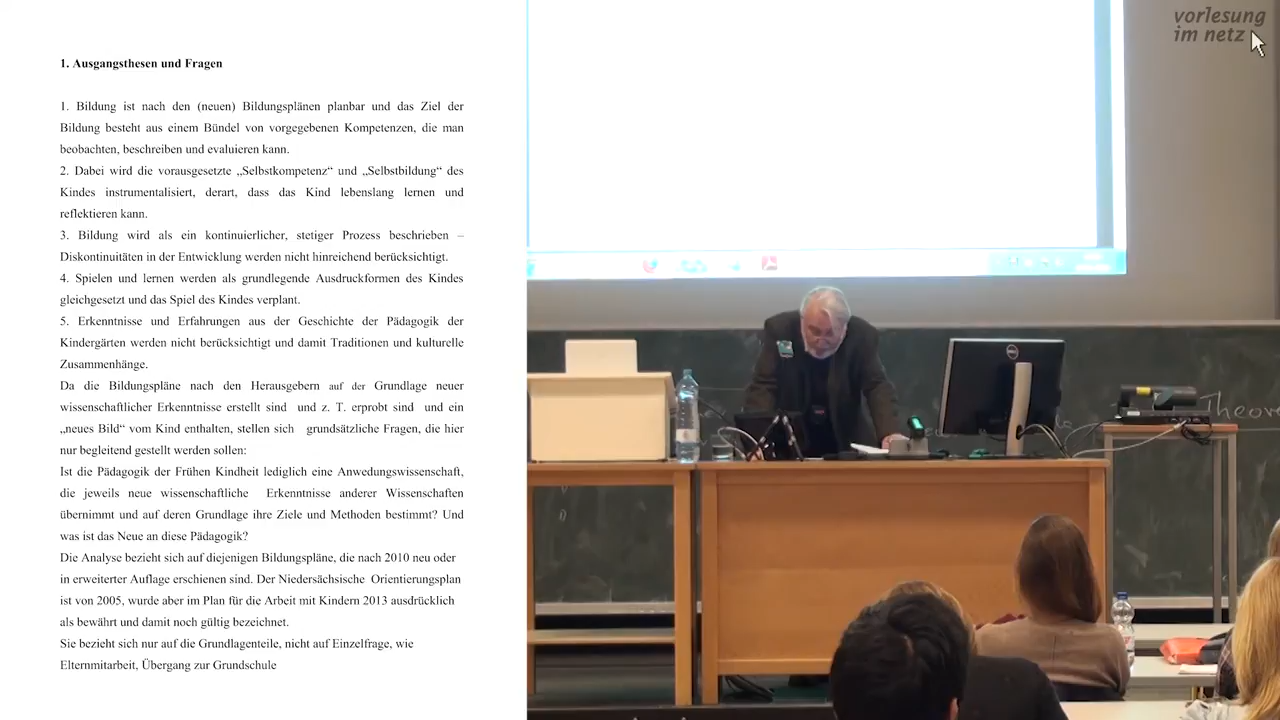 1. Ausgangsthesen und Fragen
1. Bildung ist nach den (neuen) Bildungsplänen planbar und das Ziel der
Bildung besteht aus einem Bündel von vorgegebenen Kompetenzen, die man
beobachten, beschreiben und evaluieren kann.
2. Dabei wird die vorausgesetzte „Selbstkompetenz“ und „Selbstbildung“ des
Kindes instrumentalisiert, derart, dass das Kind lebenslang lernen und
reflektieren kann.
3. Bildung wird als ein kontinuierlicher, stetiger Prozess beschrieben –
Diskontinuitäten in der Entwicklung werden nicht hinreichend berücksichtigt.
4. Spielen und lernen werden als grundlegende Ausdruckformen des Kindes
gleichgesetzt und das Spiel des Kindes verplant.
5. Erkenntnisse und Erfahrungen aus der Geschichte der Pädagogik der
Kindergärten werden nicht berücksichtigt und damit Traditionen und kulturelle
Zusammenhänge.
Da die Bildungspläne nach den Herausgebern auf der Grundlage neuer
wissenschaftlicher Erkenntnisse erstellt sind und z. T. erprobt sind und ein
„neues Bild“ vom Kind enthalten, stellen sich grundsätzliche Fragen, die hier
nur begleitend gestellt werden sollen:
Ist die Pädagogik der Frühen Kindheit lediglich eine Anwedungswissenschaft,
die jeweils neue wissenschaftliche Erkenntnisse anderer Wissenschaften
übernimmt und auf deren Grundlage ihre Ziele und Methoden bestimmt? Und
was ist das Neue an diese Pädagogik?
Die Analyse bezieht sich auf diejenigen Bildungspläne, die nach 2010 neu oder
in erweiterter Auflage erschienen sind. Der Niedersächsische Orientierungsplan
ist von 2005, wurde aber im Plan für die Arbeit mit Kindern 2013 ausdrücklich
als bewährt und damit noch gültig bezeichnet.
Sie bezieht sich nur auf die Grundlagenteile, nicht auf Einzelfrage, wie
Elternmitarbeit, Übergang zur Grundschule
vorlesung
im netz
DELL
Theor